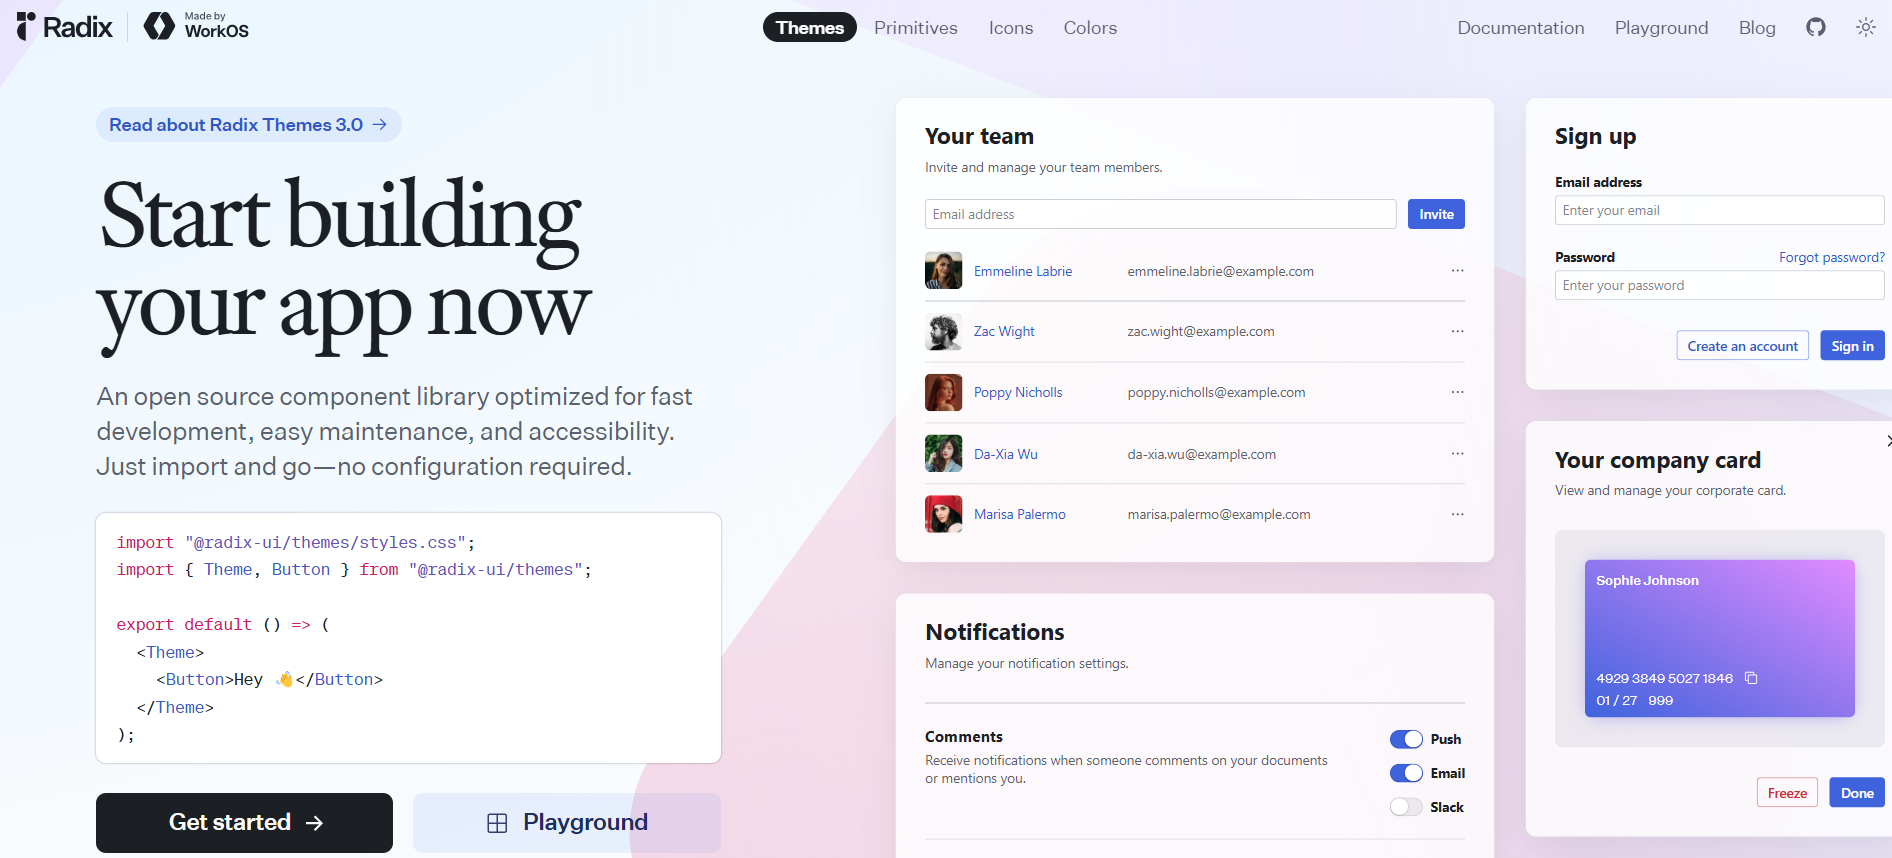 Radix
Made by
WorkOS
Themes
Primitives
Icons
Colors
Documentation
Playground
Blog
Read about Radix Themes 3.0 →
Start building
your app now
An open source component library optimized for fast
development, easy maintenance, and accessibility.
Just import and go—no configuration required.
import "@radix-ui/themes/styles.css";
import { Theme, Button } from "@radix-ui/themes";
export default () => (
<Theme>
<Button>Hey 👋</Button>
</Theme>
);
Get started →
Playground
Your team
Invite and manage your team members.
Email address
Invite
Emmeline Labrie emmeline.labrie@example.com ···
Zac Wight zac.wight@example.com ···
Poppy Nicholls poppy.nicholls@example.com ···
Da-Xia Wu da-xia.wu@example.com ···
Marisa Palermo marisa.palermo@example.com ···
Notifications
Manage your notification settings.
Comments
Receive notifications when someone comments on your documents
or mentions you.
Push
Email
Slack
Sign up
Email address
Enter your email
Password
Forgot password?
Enter your password
Create an account
Sign in
Your company card
View and manage your corporate card.
Sophie Johnson
4929 3849 5027 1846
01 / 27 999
Freeze
Done